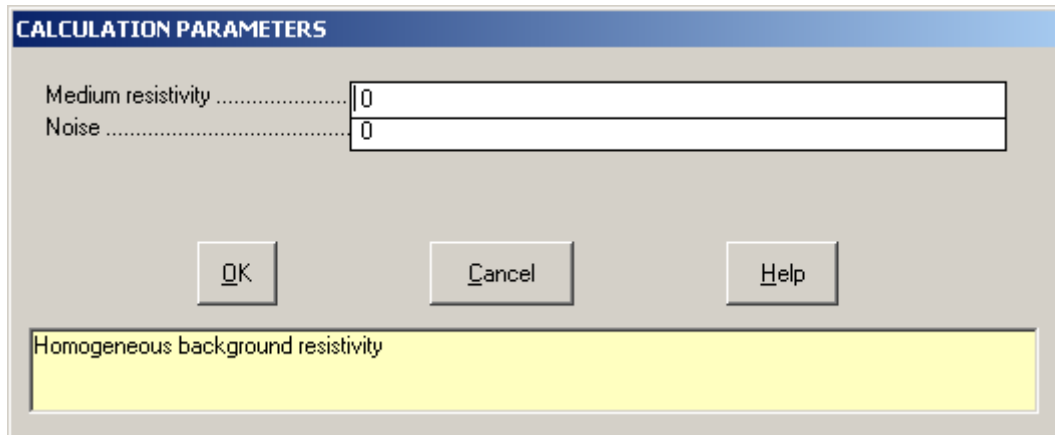 CALCULATION PARAMETERS
Medium resistivity ...................... 0
Noise ......................................... 0
OK Cancel Help
Homogeneous background resistivity